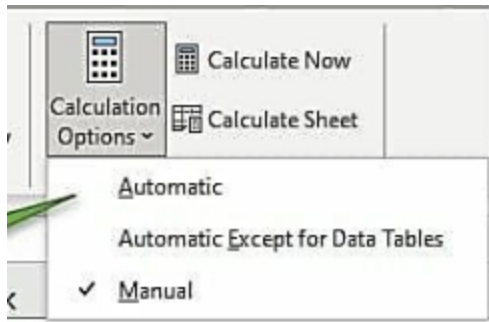 Calculation
Options
Calculate Now
Calculate Sheet
Automatic
Automatic Except for Data Tables
Manual